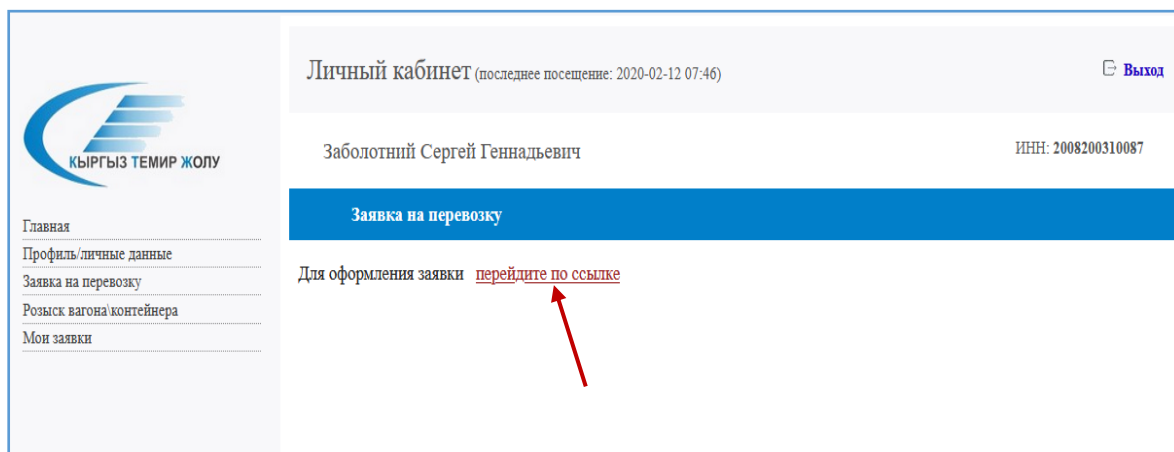 Личный кабинет (последнее посещение: 2020-02-12 07:46)
Выход
КЫРГЫЗ ТЕМИР ЖОЛУ
Заболотний Сергей Геннадьевич
ИНН: 2008200310087
Заявка на перевозку
Главная
Профиль/личные данные
Заявка на перевозку
Розыск вагона\контейнера
Мои заявки
Для оформления заявки перейдите по ссылке